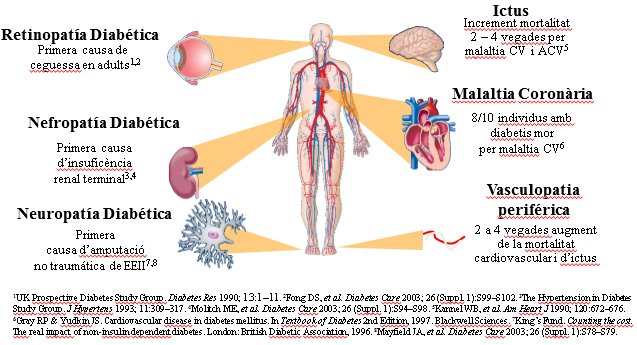 Retinopatía Diabética
Primera causa de
ceguessa en adults1,2
Nefropatía Diabética
Primera causa
d'insuficència
renal terminal3,4
Neuropatía Diabética
Primera
causa d'amputació
no traumática de EEII7,8
Ictus
Increment mortalitat
2 – 4 vegades per
malaltia CV i ACV5
Malaltia Coronària
8/10 individus amb
diabetis mor
per malaltia CV6
Vasculopatia
periférica
2 a 4 vegades augment
de la mortalitat
cardiovascular i d'ictus
1UK Prospective Diabetes Study Group. Diabetes Res 1990; 13:1–11. 2Fong DS, et al. Diabetes Care 2003; 26 (Suppl. 1):S99–S102. 3The Hypertension in Diabetes
Study Group. J Hypertens 1993; 11:309–317. 4Molitch ME, et al. Diabetes Care 2003; 26 (Suppl. 1):S94–S98. 5Kannel WB, et al. Am Heart J 1990; 120:672–676.
6Gray RP & Yudkin JS. Cardiovascular disease in diabetes mellitus. In Textbook of Diabetes 2nd Edition, 1997. Blackwell Sciences. 7King's Fund. Counting the cost.
The real impact of non-insulin dependent diabetes. London: British Diabetic Association, 1996. 8Mayfield JA, et al. Diabetes Care 2003; 26 (Suppl. 1):S78–S79.